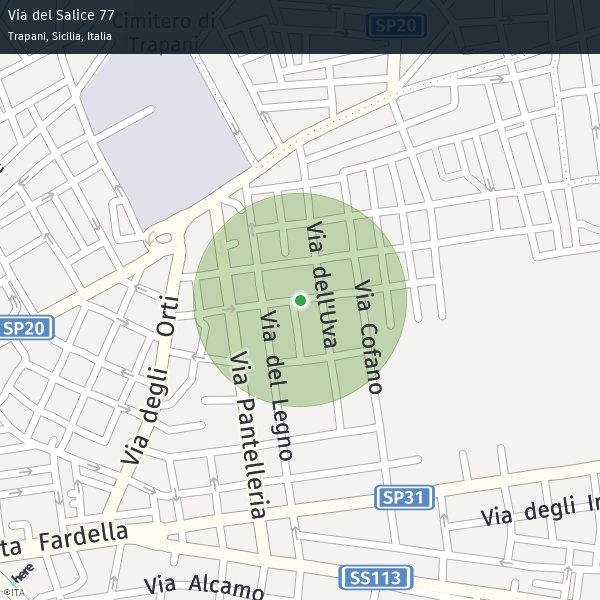 Via del Salice 77
Trapani, Sicilia, Italia
Cimitero di
Trapani
SP20
Via dell'Uva
Via Cofano
SP20
Via degli Orti
Via del Legno
Via Pantelleria
SP31
Via degli In
ta Fardella
SS113
Via Alcamo
here
©ITA